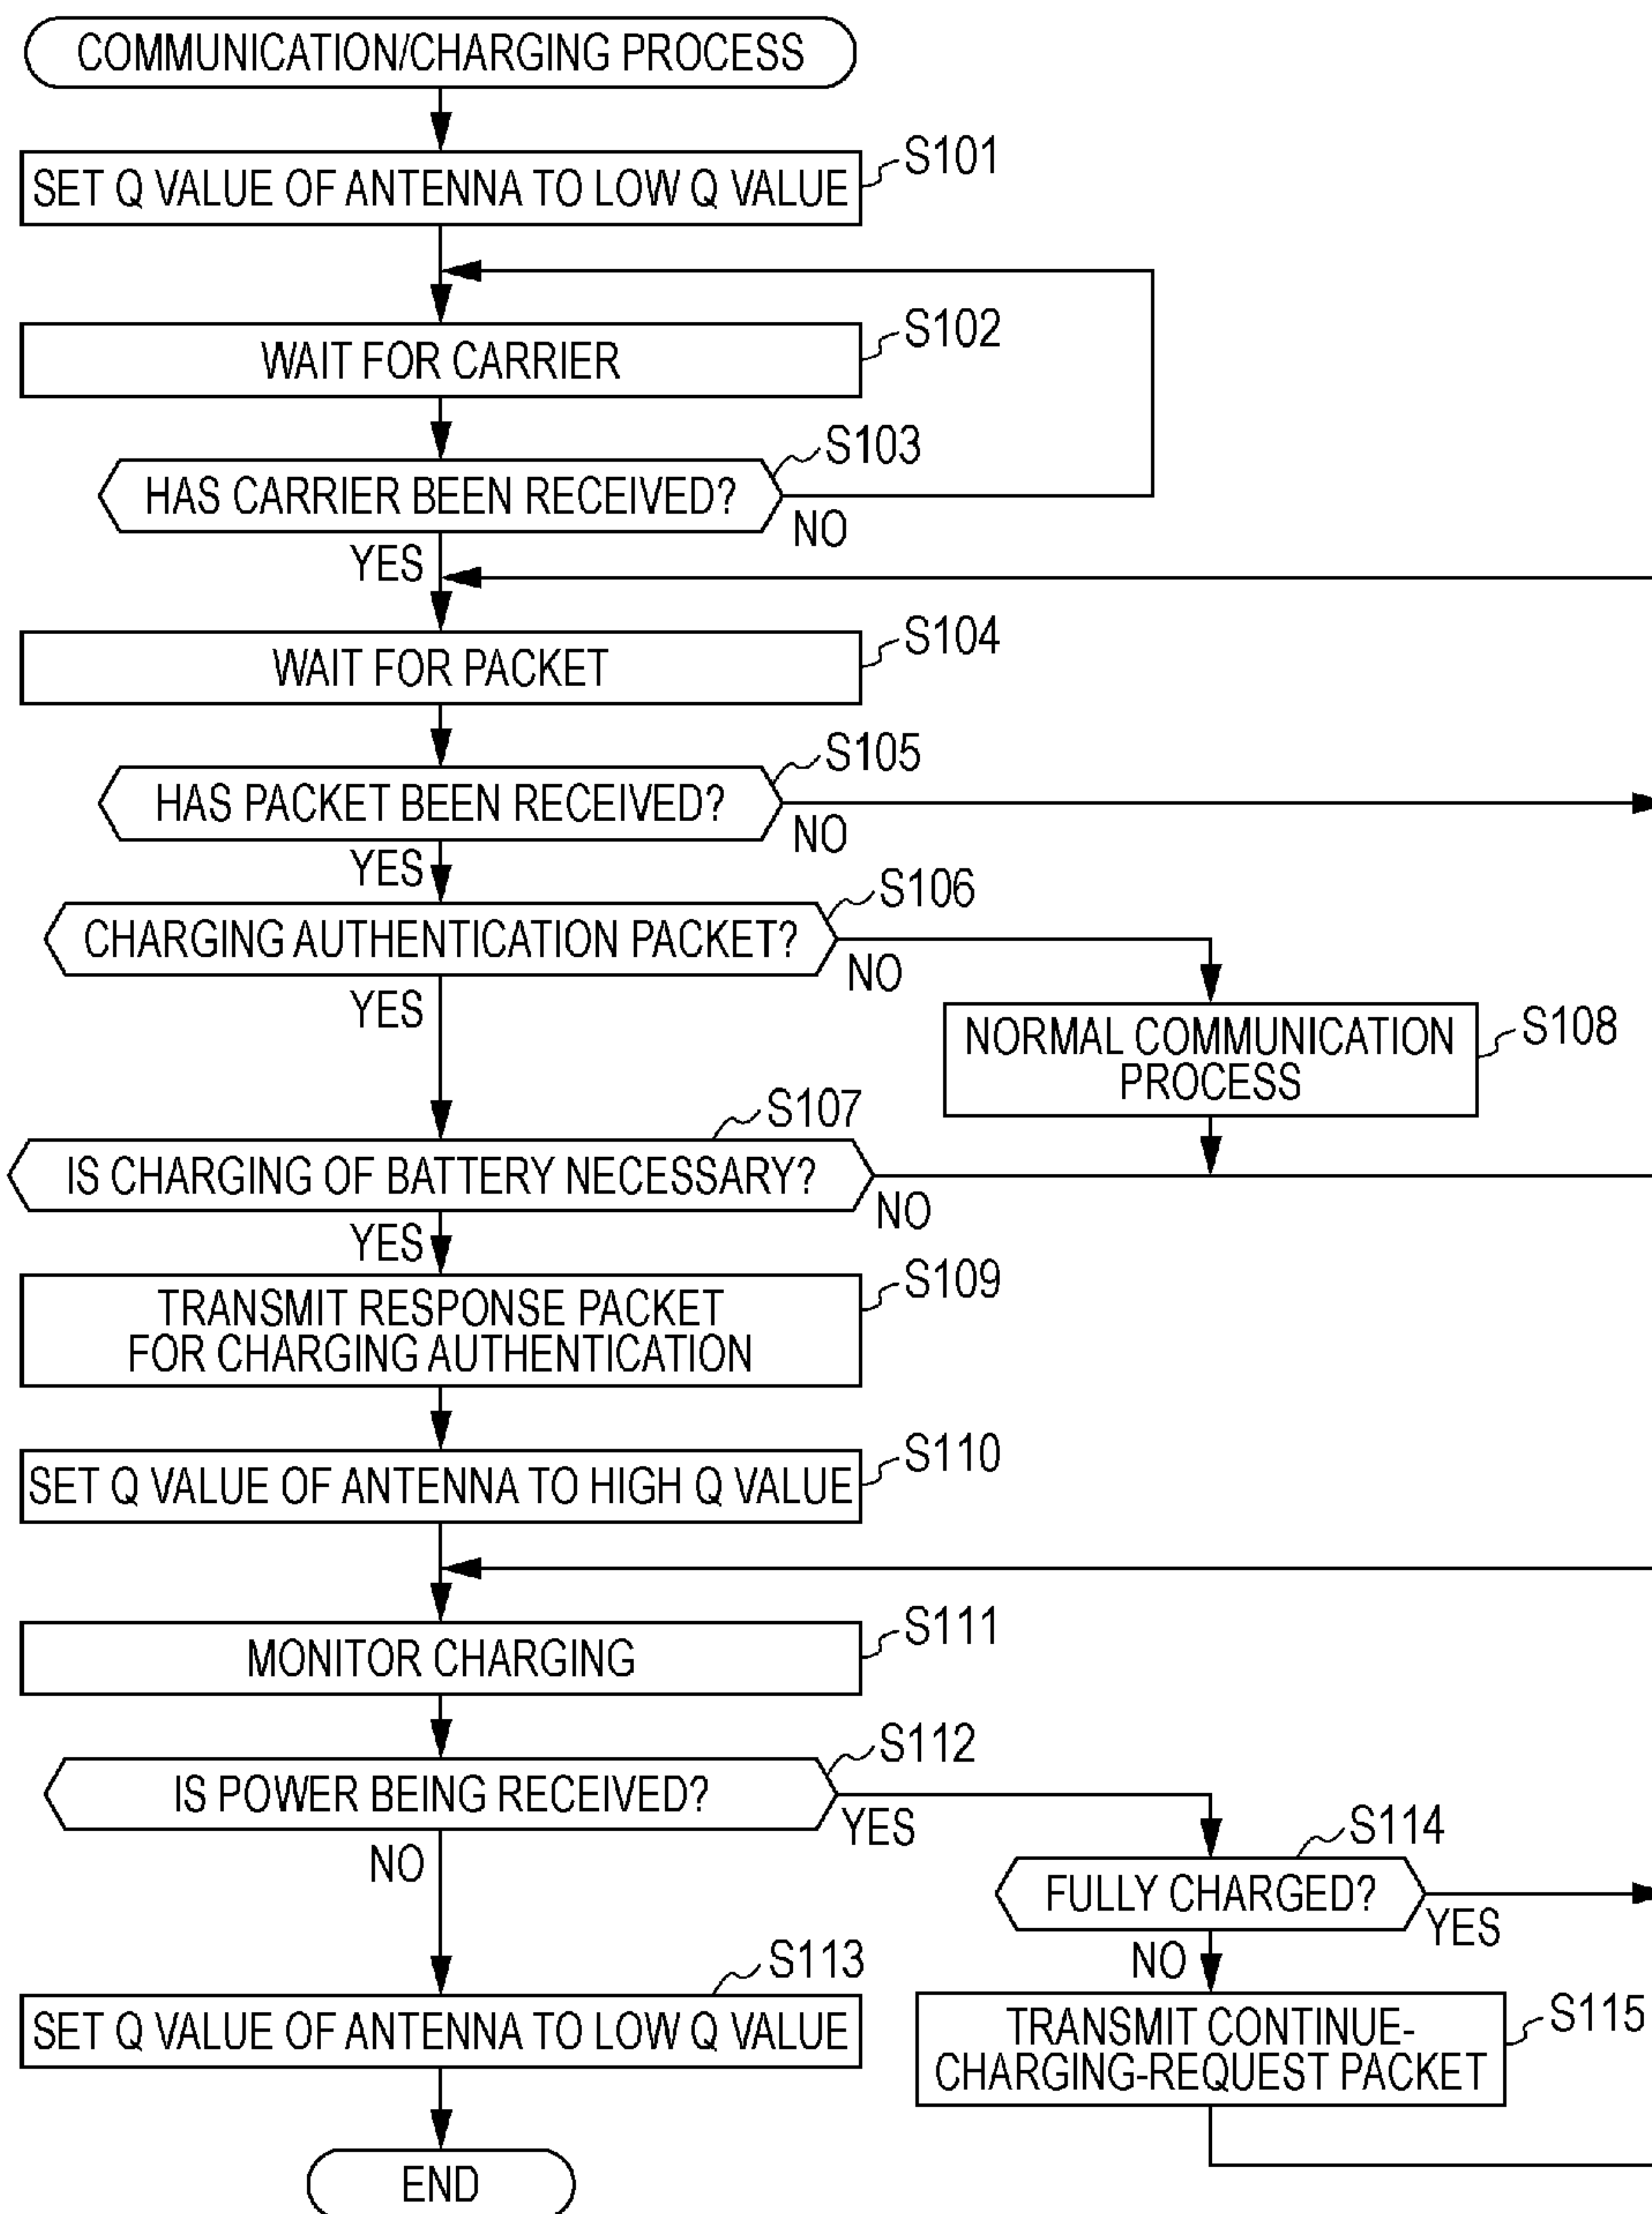 COMMUNICATION/CHARGING PROCESS
SET Q VALUE OF ANTENNA TO LOW Q VALUE
S101
WAIT FOR CARRIER
S102
HAS CARRIER BEEN RECEIVED?
S103
NO
YES
WAIT FOR PACKET
S104
HAS PACKET BEEN RECEIVED?
S105
NO
YES
CHARGING AUTHENTICATION PACKET?
S106
NO
YES
NORMAL COMMUNICATION
PROCESS
S108
IS CHARGING OF BATTERY NECESSARY?
S107
NO
YES
TRANSMIT RESPONSE PACKET
FOR CHARGING AUTHENTICATION
S109
SET Q VALUE OF ANTENNA TO HIGH Q VALUE
S110
MONITOR CHARGING
S111
IS POWER BEING RECEIVED?
S112
YES
NO
FULLY CHARGED?
S114
YES
NO
SET Q VALUE OF ANTENNA TO LOW Q VALUE
S113
TRANSMIT CONTINUE-
CHARGING-REQUEST PACKET
S115
END